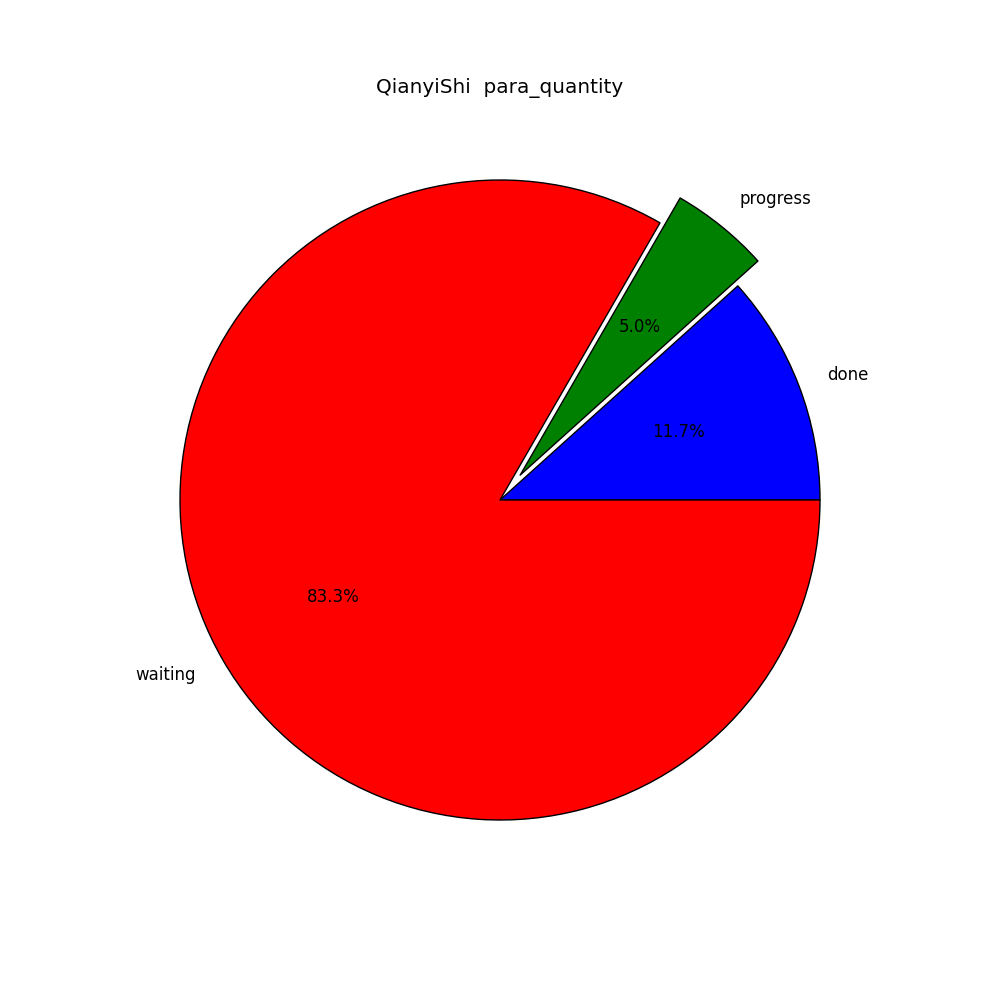 QianyiShi  para_quantity
progress
5.0%
done
11.7%
83.3%
waiting